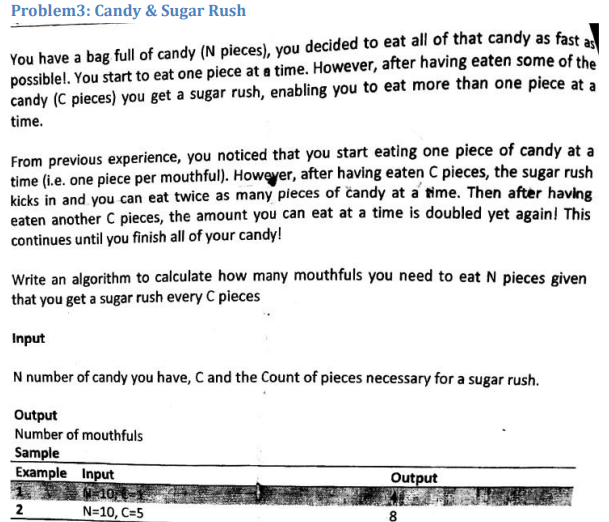 Problem3: Candy & Sugar Rush
You have a bag full of candy (N pieces), you decided to eat all of that candy as fast as
possible!. You start to eat one piece at a time. However, after having eaten some of the
candy (C pieces) you get a sugar rush, enabling you to eat more than one piece at a
time.
From previous experience, you noticed that you start eating one piece of candy at a
time (i.e. one piece per mouthful). However, after having eaten C pieces, the sugar rush
kicks in and you can eat twice as many pieces of candy at a time. Then after having
eaten another C pieces, the amount you can eat at a time is doubled yet again! This
continues until you finish all of your candy!
Write an algorithm to calculate how many mouthfuls you need to eat N pieces given
that you get a sugar rush every C pieces
Input
N number of candy you have, C and the Count of pieces necessary for a sugar rush.
Output
Number of mouthfuls
Sample
Example Input Output
1 N=10,
2 N=10, C=5 8